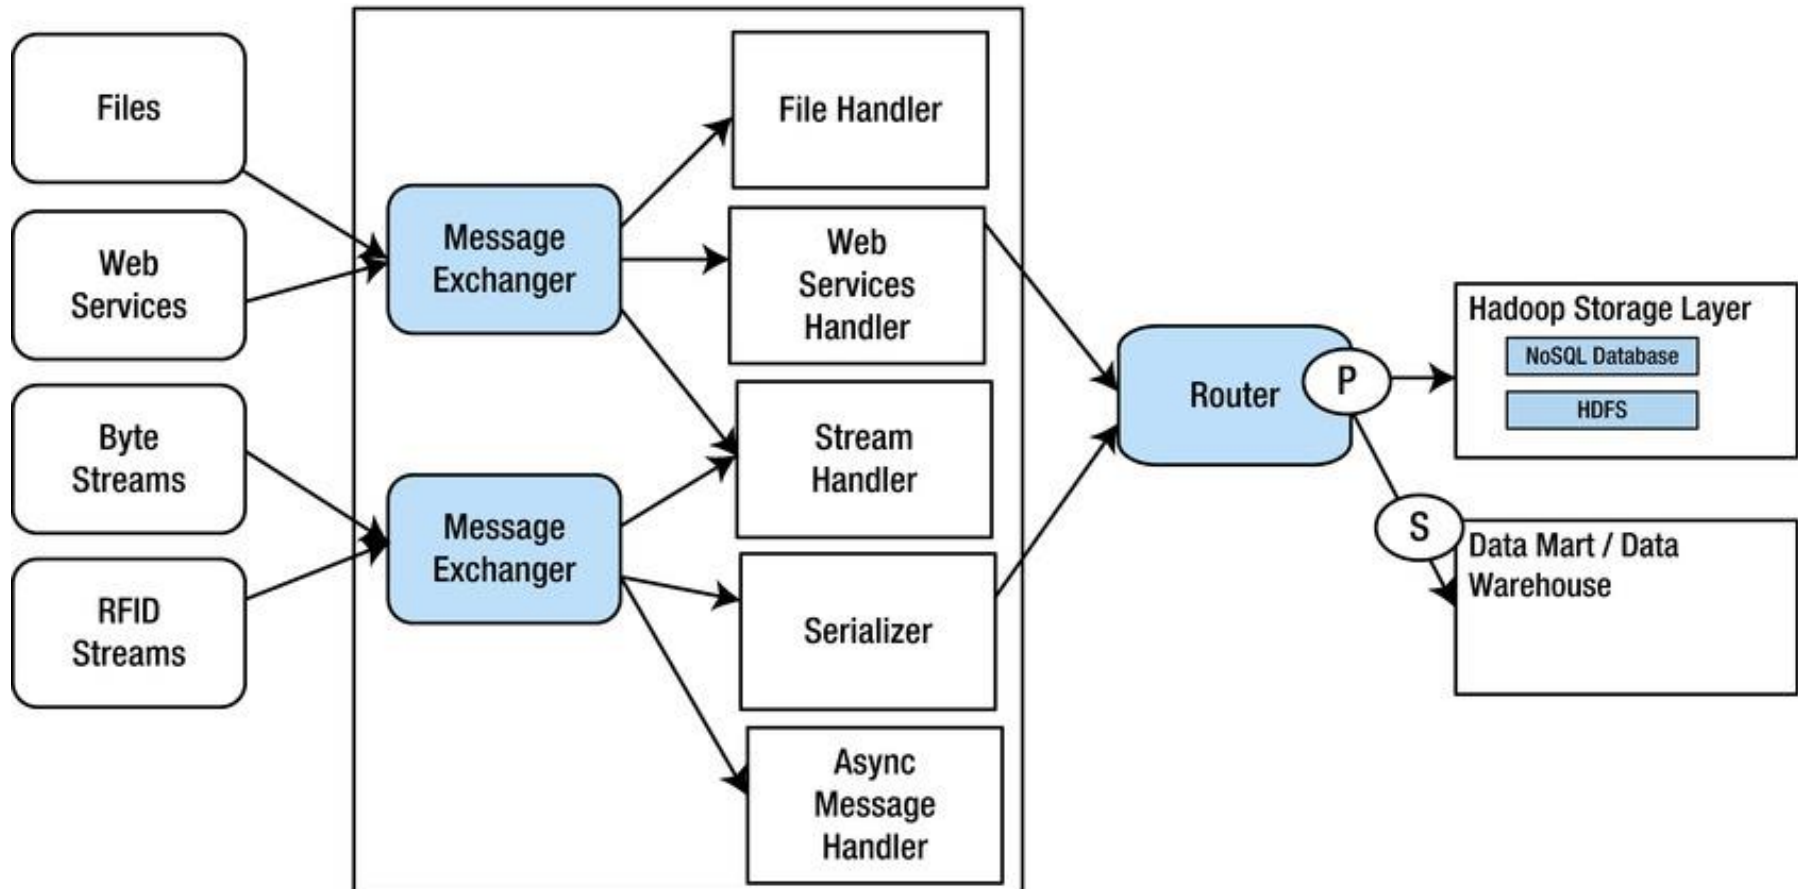 Files
Web
Services
Byte
Streams
RFID
Streams
Message
Exchanger
Message
Exchanger
File Handler
Web
Services
Handler
Stream
Handler
Serializer
Async
Message
Handler
Router
P
S
Hadoop Storage Layer
NoSQL Database
HDFS
Data Mart / Data
Warehouse